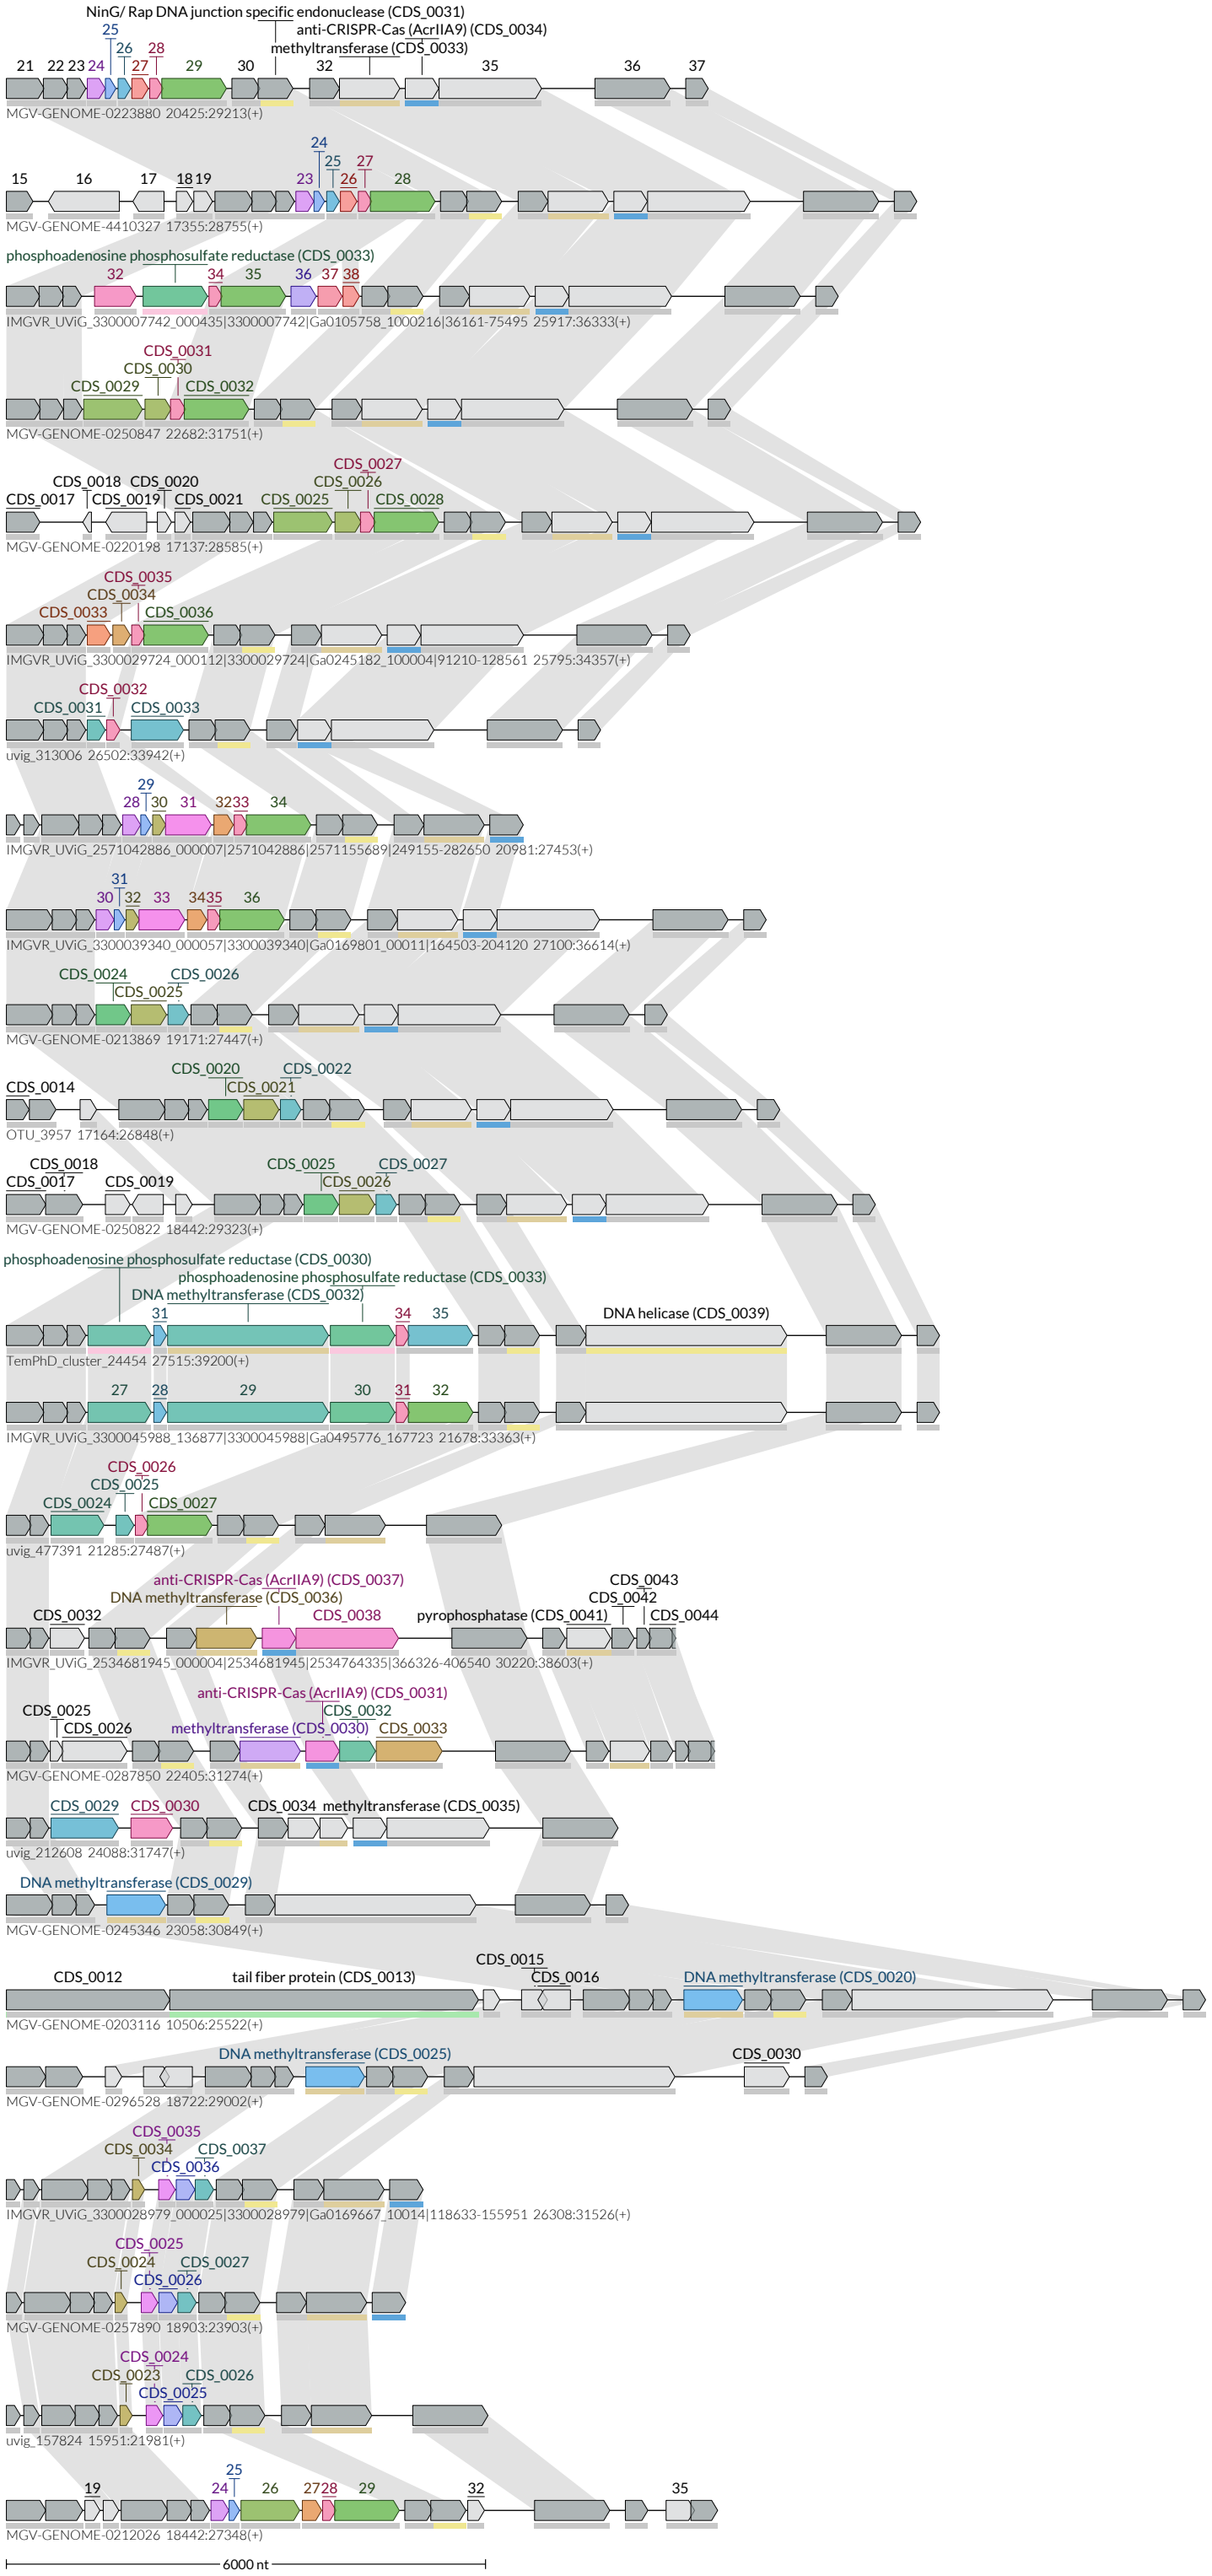 NinG/ Rap DNA junction specific endonuclease (CDS_0031)
25 anti-CRISPR-Cas (AcrIIA9) (CDS_0034)
26 28 methyltransferase (CDS_0033)
21 22 23 24 27 29 30 32 35 36 37
MGV-GENOME-0223880 20425:29213(+)
24
25 27
15 16 17 18 19 23 26 28
MGV-GENOME-4410327 17355:28755(+)
phosphoadenosine phosphosulfate reductase (CDS_0033)
32 34 35 36 37 38
IMGVR_UViG_3300007742_000435|3300007742|Ga0105758_1000216|36161-75495 25917:36333(+)
CDS_0031
CDS_0030
CDS_0029 CDS_0032
MGV-GENOME-0250847 22682:31751(+)
CDS_0027
CDS_0018 CDS_0020 CDS_0026
CDS_0017 CDS_0019 CDS_0021 CDS_0025 CDS_0028
MGV-GENOME-0220198 17137:28585(+)
CDS_0035
CDS_0034
CDS_0033 CDS_0036
IMGVR_UViG_3300029724_000112|3300029724|Ga0245182_100004|91210-128561 25795:34357(+)
CDS_0032
CDS_0031 CDS_0033
uvig_313006 26502:33942(+)
29
28 30 31 32 33 34
IMGVR_UViG_2571042886_000007|2571042886|2571155689|249155-282650 20981:27453(+)
31
30 32 33 34 35 36
IMGVR_UViG_3300039340_000057|3300039340|Ga0169801_00011|164503-204120 27100:36614(+)
CDS_0024 CDS_0026
CDS_0025
MGV-GENOME-0213869 19171:27447(+)
CDS_0020 CDS_0022
CDS_0014 CDS_0021
OTU_3957 17164:26848(+)
CDS_0018 CDS_0025 CDS_0027
CDS_0017 CDS_0019 CDS_0026
MGV-GENOME-0250822 18442:29323(+)
phosphoadenosine phosphosulfate reductase (CDS_0030)
phosphoadenosine phosphosulfate reductase (CDS_0033)
DNA methyltransferase (CDS_0032)
31 34 35 DNA helicase (CDS_0039)
TemPhD_cluster_24454 27515:39200(+)
27 28 29 30 31 32
IMGVR_UViG_3300045988_136877|3300045988|Ga0495776_167723 21678:33363(+)
CDS_0026
CDS_0025
CDS_0024 CDS_0027
uvig_477391 21285:27487(+)
anti-CRISPR-Cas (AcrIIA9) (CDS_0037) CDS_0043
DNA methyltransferase (CDS_0036) CDS_0042
CDS_0032 CDS_0038 pyrophosphatase (CDS_0041) CDS_0044
IMGVR_UViG_2534681945_000004|2534681945|2534764335|366326-406540 30220:38603(+)
anti-CRISPR-Cas (AcrIIA9) (CDS_0031)
CDS_0025 CDS_0032
CDS_0026 methyltransferase (CDS_0030) CDS_0033
MGV-GENOME-0287850 22405:31274(+)
CDS_0029 CDS_0030 CDS_0034 methyltransferase (CDS_0035)
uvig_212608 24088:31747(+)
DNA methyltransferase (CDS_0029)
MGV-GENOME-0245346 23058:30849(+)
CDS_0015
CDS_0012 tail fiber protein (CDS_0013) CDS_0016 DNA methyltransferase (CDS_0020)
MGV-GENOME-0203116 10506:25522(+)
DNA methyltransferase (CDS_0025) CDS_0030
MGV-GENOME-0296528 18722:29002(+)
CDS_0035
CDS_0034 CDS_0037
CDS_0036
IMGVR_UViG_3300028979_000025|3300028979|Ga0169667_10014|118633-155951 26308:31526(+)
CDS_0025
CDS_0024 CDS_0027
CDS_0026
MGV-GENOME-0257890 18903:23903(+)
CDS_0024
CDS_0023 CDS_0026
CDS_0025
uvig_157824 15951:21981(+)
25
19 24 26 27 28 29 32 35
MGV-GENOME-0212026 18442:27348(+)
6000 nt